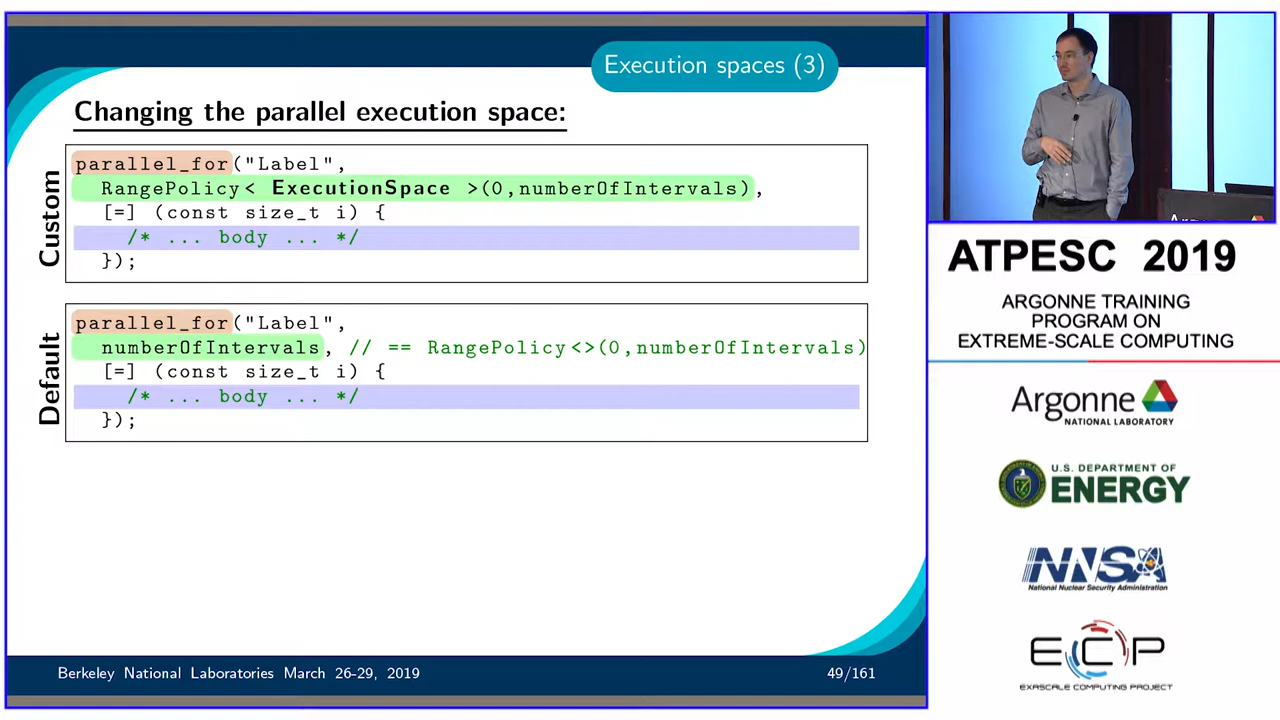 Execution spaces (3)
Changing the parallel execution space:
Custom
parallel_for("Label",
RangePolicy< ExecutionSpace >(0,numberOfIntervals),
[=] (const size_t i) {
/* ... body ... */
});
Default
parallel_for("Label",
numberOfIntervals, // == RangePolicy<>(0,numberOfIntervals)
[=] (const size_t i) {
/* ... body ... */
});
Berkeley National Laboratories March 26-29, 2019
49/161
ATPESC 2019
ARGONNE TRAINING
PROGRAM ON
EXTREME-SCALE COMPUTING
Argonne
NATIONAL LABORATORY
U.S. DEPARTMENT OF
ENERGY
NNSA
National Nuclear Security Administration
ECP
EXASCALE COMPUTING PROJECT